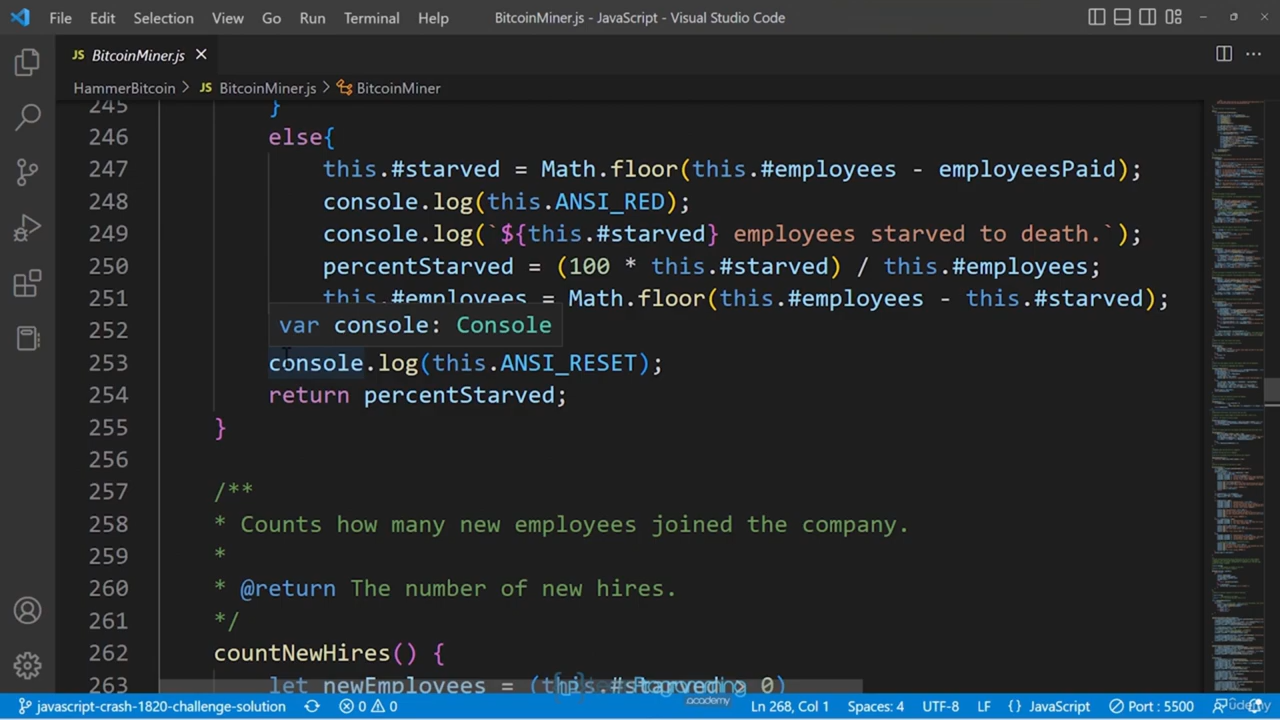 File Edit Selection View Go Run Terminal Help BitcoinMiner.js - JavaScript - Visual Studio Code
JS BitcoinMiner.js
HammerBitcoin > JS BitcoinMiner.js > BitcoinMiner
245 }
246 else{
247 this.#starved = Math.floor(this.#employees - employeesPaid);
248 console.log(this.ANSI_RED);
249 console.log(`${this.#starved} employees starved to death.`);
250 percentStarved = (100 * this.#starved) / this.#employees;
251 this.#employees = Math.floor(this.#employees - this.#starved);
252 var console: Console
253 console.log(this.ANSI_RESET);
254 return percentStarved;
255 }
256
257 /**
258 * Counts how many new employees joined the company.
259 *
260 * @return The number of new hires.
261 */
262 countNewHires() {
263 let newEmployees = (this.#starved > 0)
javascript-crash-1820-challenge-solution 0 0 Ln 268, Col 1 Spaces: 4 UTF-8 LF {} JavaScript Port : 5500
Programming
academy
udemy